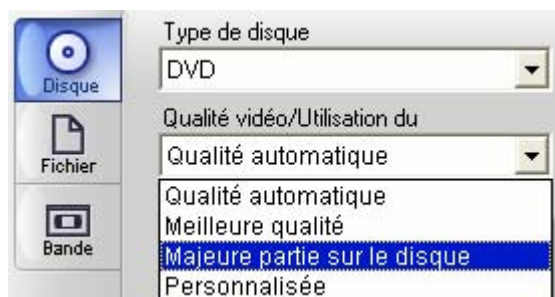 Disque
Fichier
Bande
Type de disque
DVD
Qualité vidéo/Utilisation du
Qualité automatique
Qualité automatique
Meilleure qualité
Majeure partie sur le disque
Personnalisée